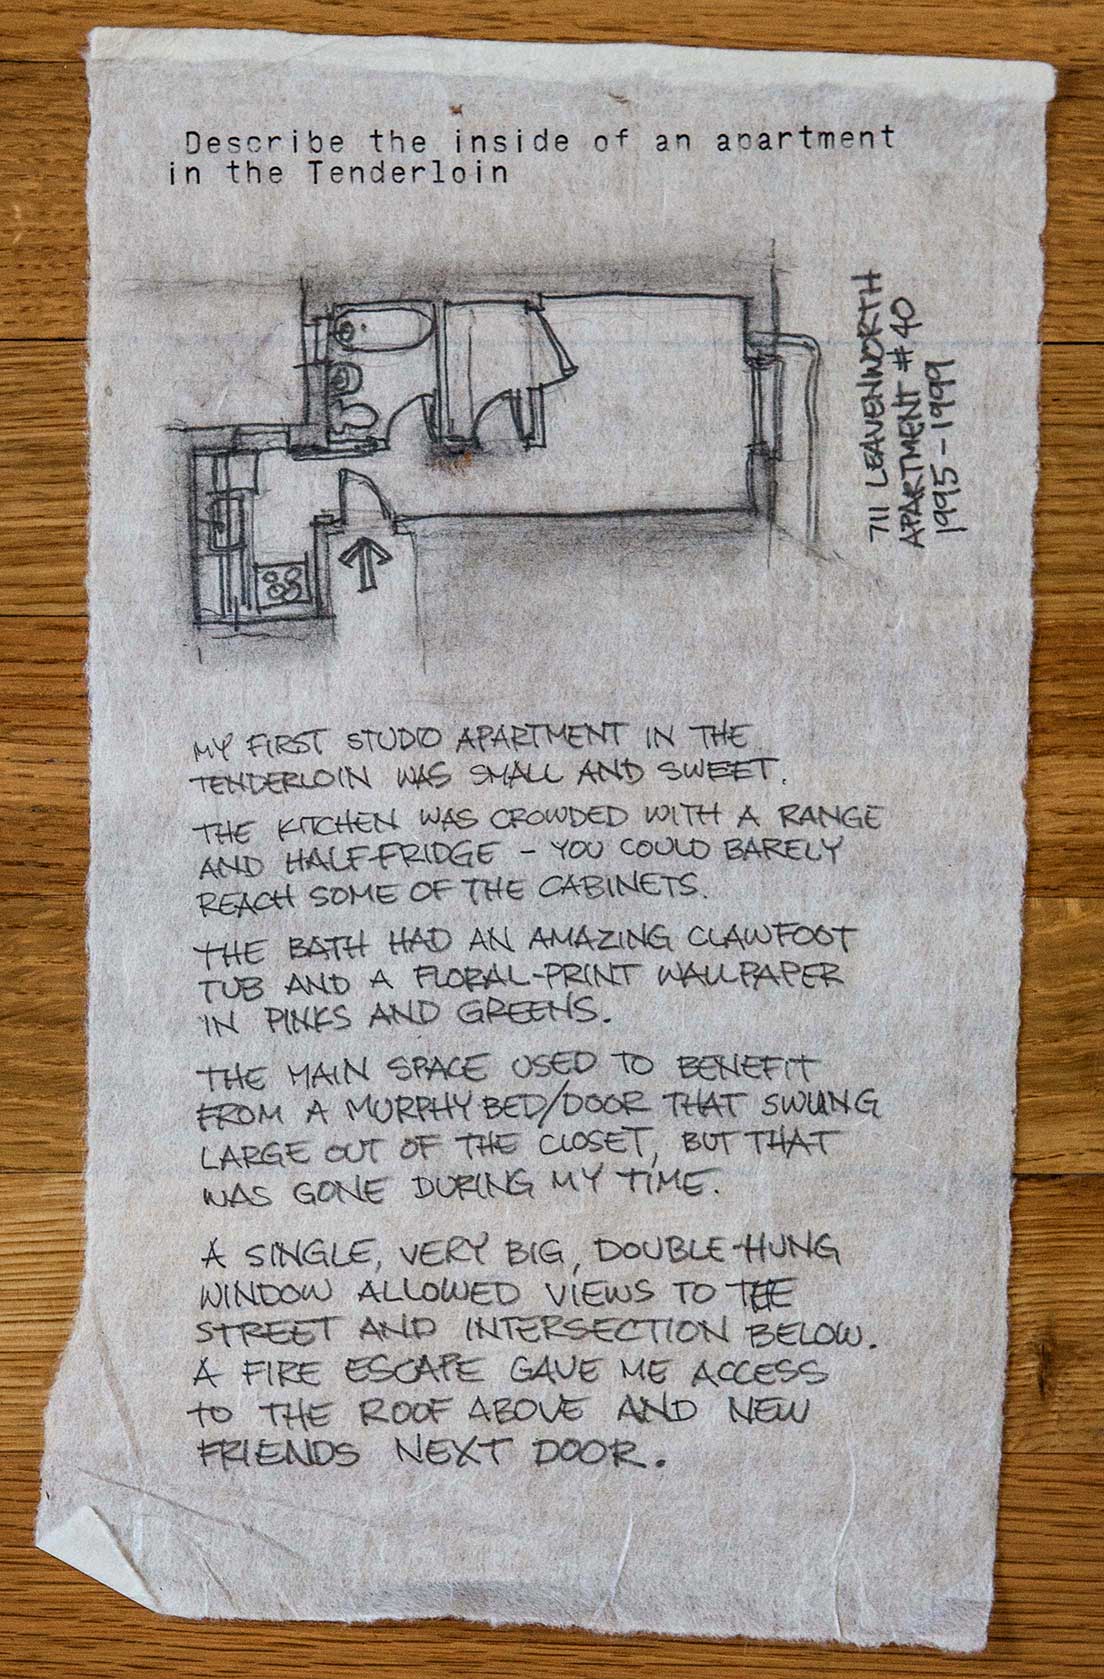 Describe the inside of an apartment
in the Tenderloin
711 LEAVENWORTH
APARTMENT #40
1995-1999
MY FIRST STUDIO APARTMENT IN THE
TENDERLOIN WAS SMALL AND SWEET.
THE KITCHEN WAS CROWDED WITH A RANGE
AND HALF-FRIDGE - YOU COULD BARELY
REACH SOME OF THE CABINETS.
THE BATH HAD AN AMAZING CLAWFOOT
TUB AND A FLORAL-PRINT WALLPAPER
IN PINKS AND GREENS.
THE MAIN SPACE USED TO BENEFIT
FROM A MURPHY BED/DOOR THAT SWUNG
LARGE OUT OF THE CLOSET, BUT THAT
WAS GONE DURING MY TIME.
A SINGLE, VERY BIG, DOUBLE-HUNG
WINDOW ALLOWED VIEWS TO THE
STREET AND INTERSECTION BELOW.
A FIRE ESCAPE GAVE ME ACCESS
TO THE ROOF ABOVE AND NEW
FRIENDS NEXT DOOR.